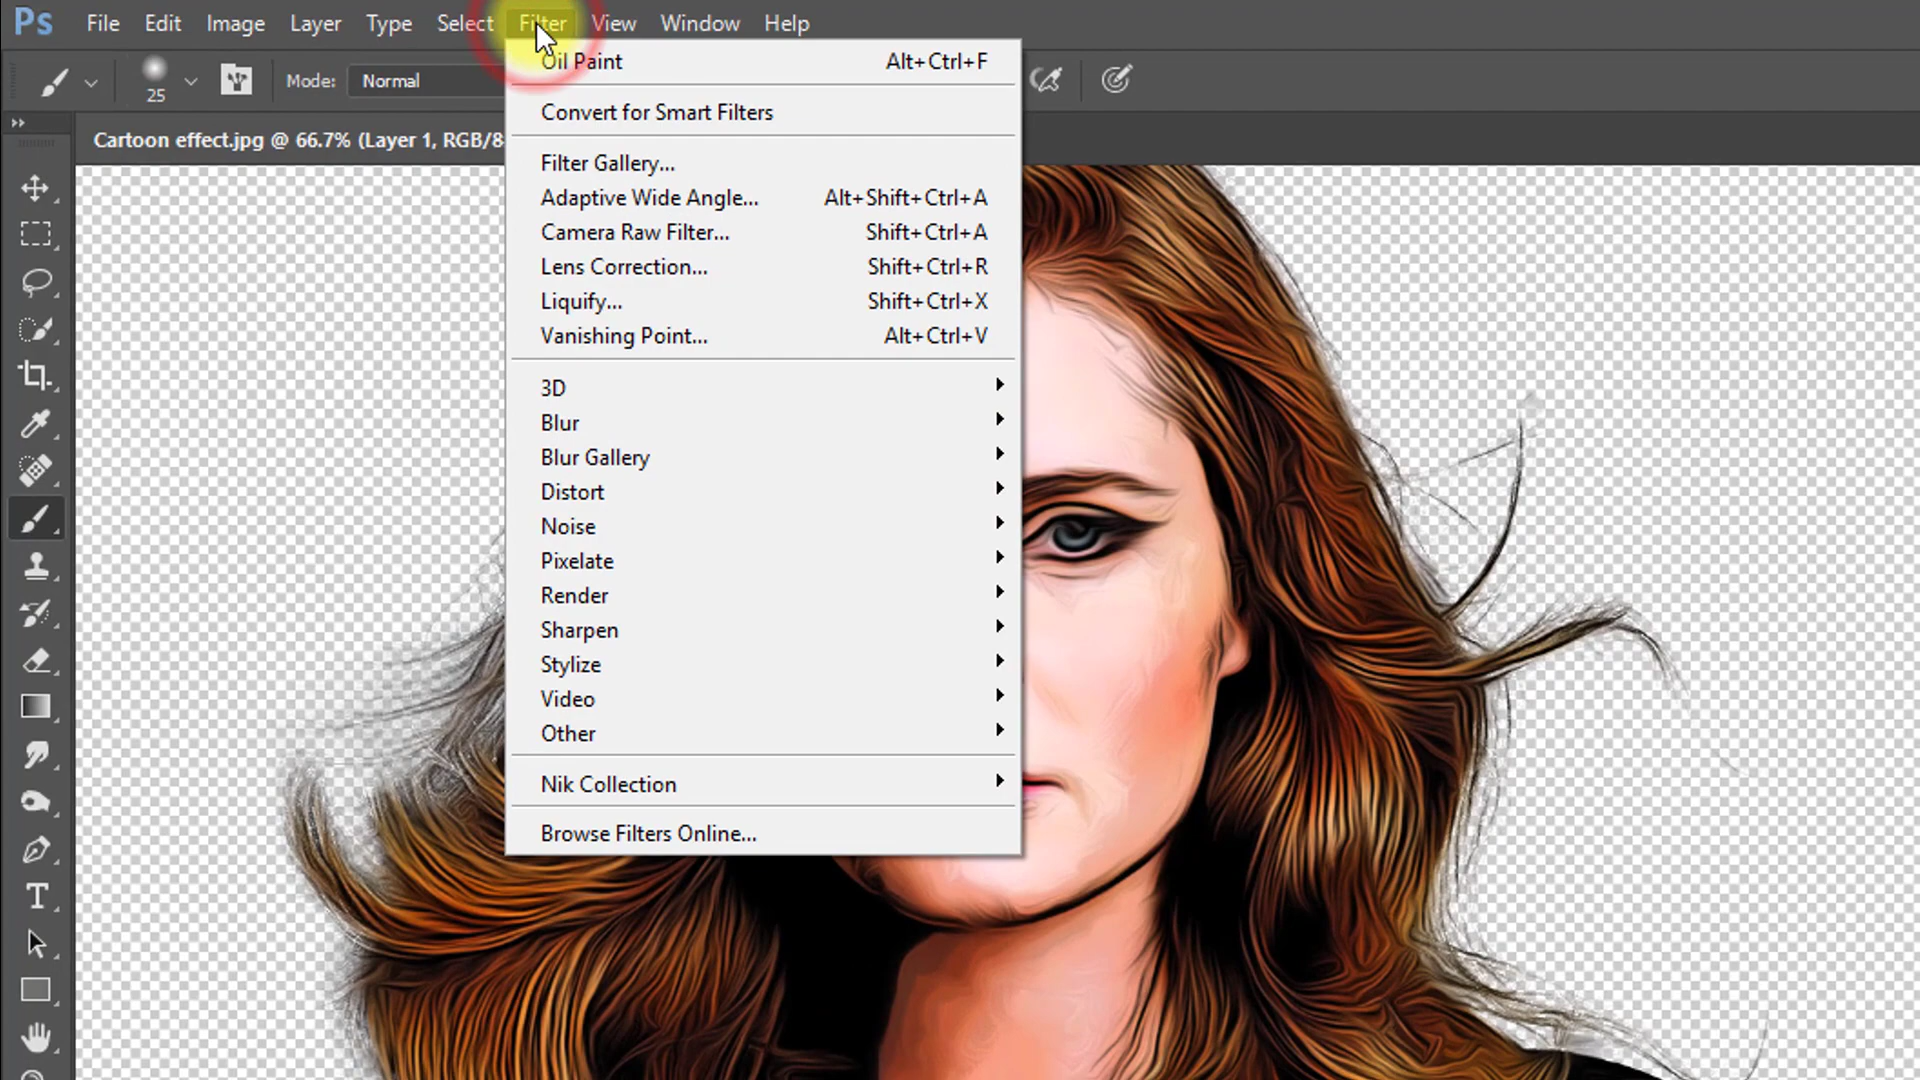 Ps File Edit Image Layer Type Select Filter View Window Help
25 Mode: Normal
Cartoon effect.jpg @ 66.7% (Layer 1, RGB/8
Oil Paint Alt+Ctrl+F
Convert for Smart Filters
Filter Gallery...
Adaptive Wide Angle... Alt+Shift+Ctrl+A
Camera Raw Filter... Shift+Ctrl+A
Lens Correction... Shift+Ctrl+R
Liquify... Shift+Ctrl+X
Vanishing Point... Alt+Ctrl+V
3D
Blur
Blur Gallery
Distort
Noise
Pixelate
Render
Sharpen
Stylize
Video
Other
Nik Collection
Browse Filters Online...